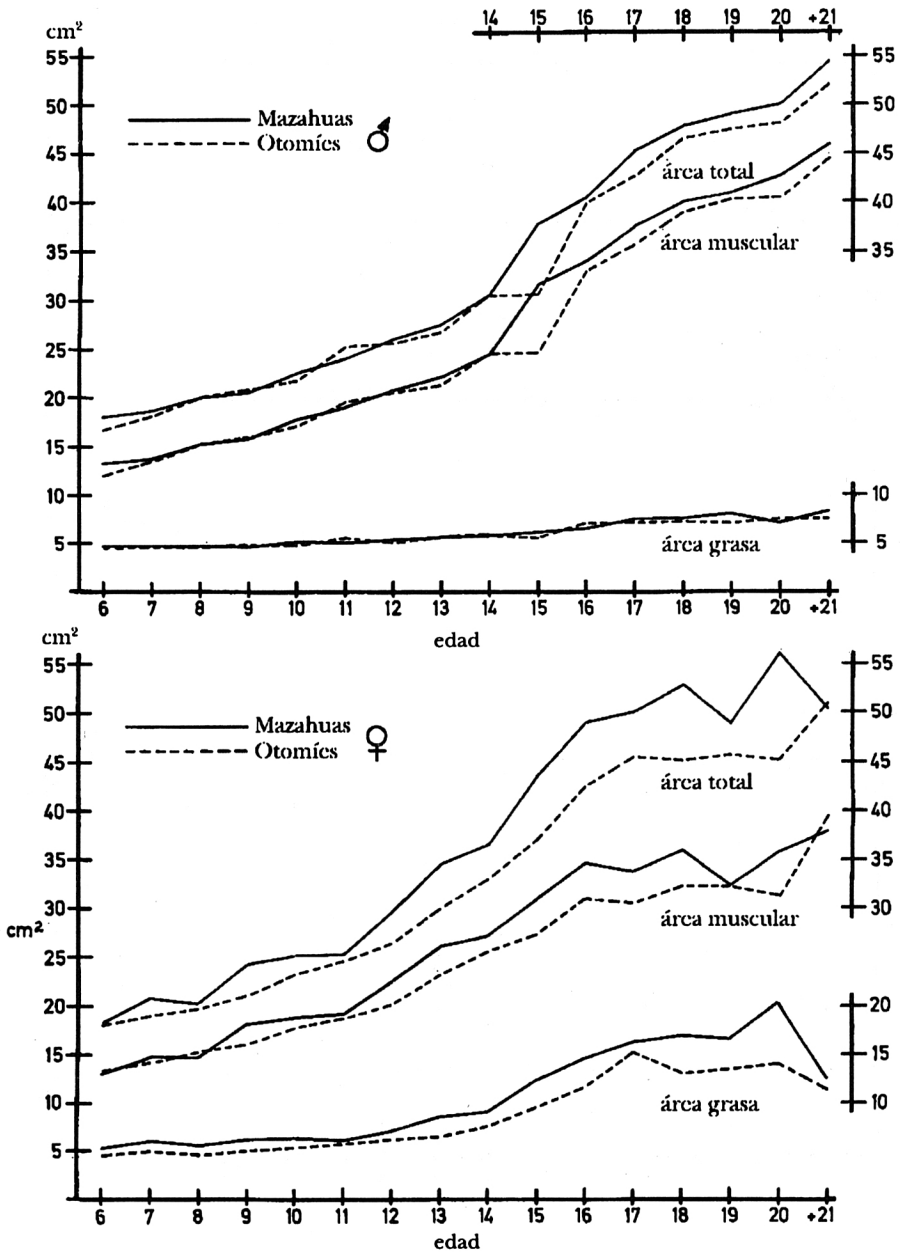 14 15 16 17 18 19 20 +21
cm²
55 55
50 50
45 45
40 40
35 35
30
25
20
15
10 10
5 5
Mazahuas
Otomíes ♂
área total
área muscular
área grasa
6 7 8 9 10 11 12 13 14 15 16 17 18 19 20 +21
edad
cm²
55 55
50 50
45 45
40 40
35 35
30 30
cm²
25
20 20
15 15
10 10
5
Mazahuas
Otomíes ♀
área total
área muscular
área grasa
6 7 8 9 10 11 12 13 14 15 16 17 18 19 20 +21
edad